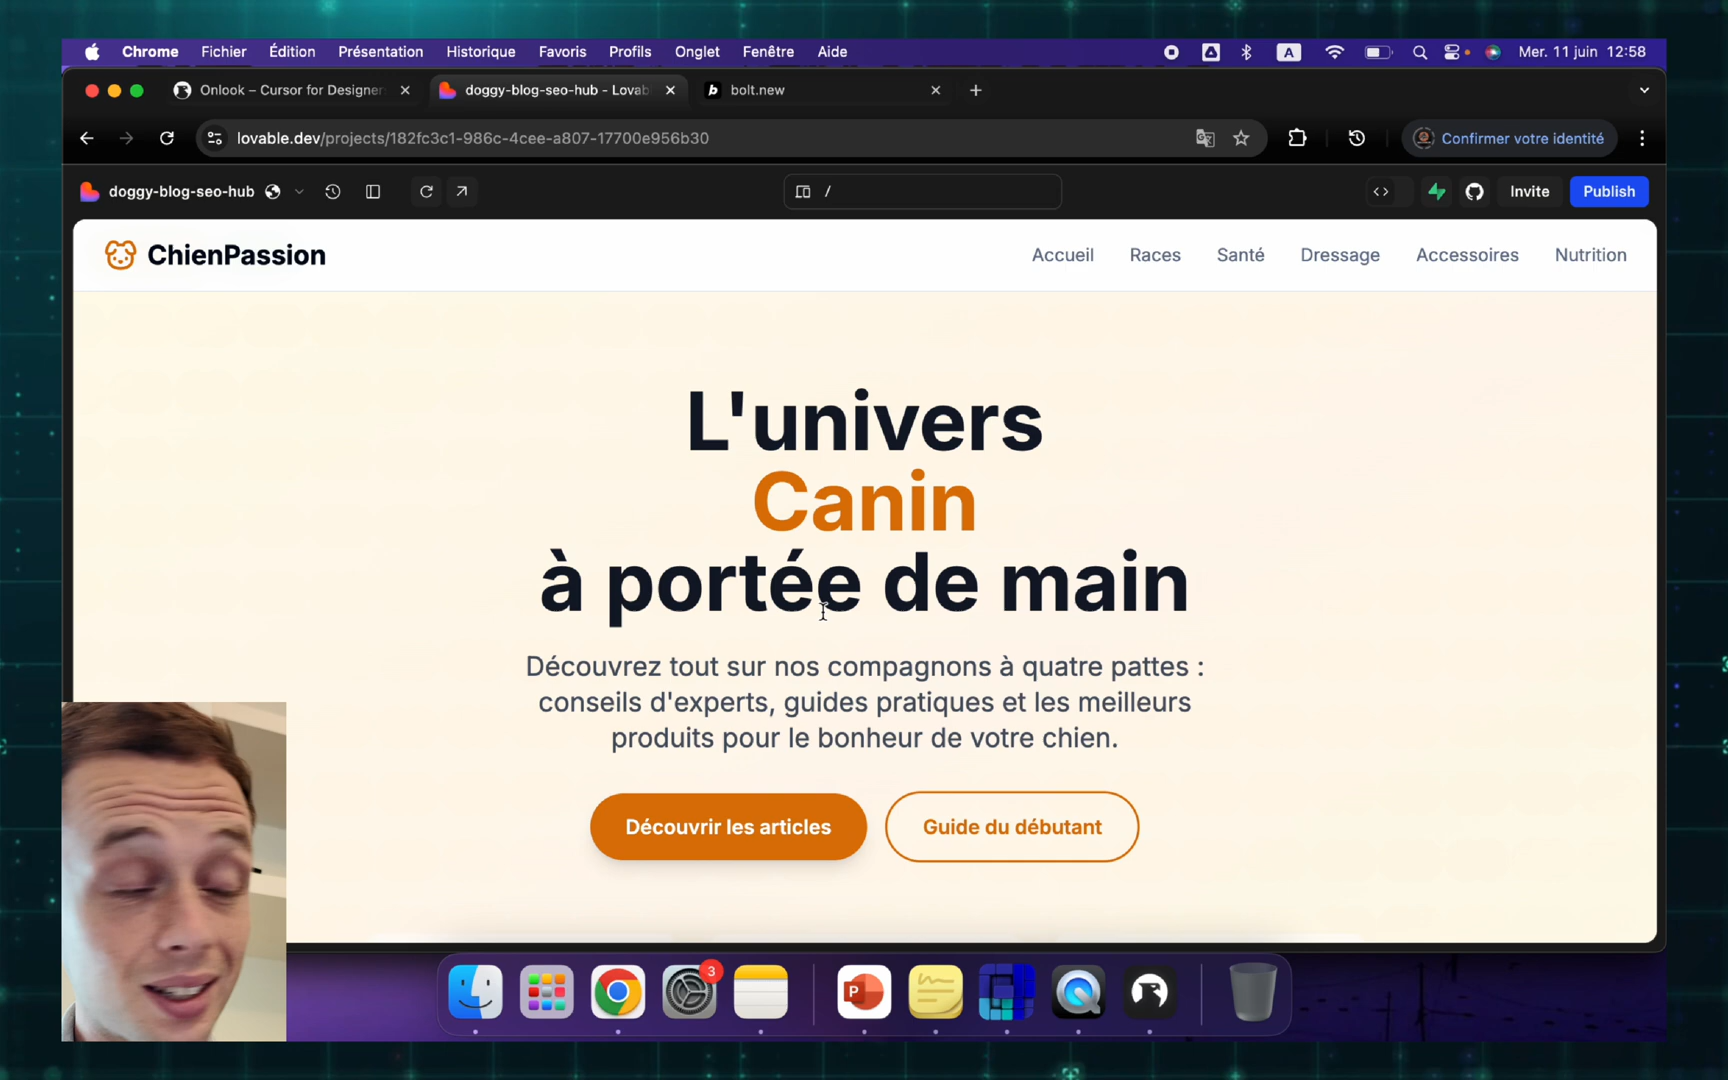 Chrome Fichier Édition Présentation Historique Favoris Profils Onglet Fenêtre Aide A Mer. 11 juin 12:58
Onlook – Cursor for Designer doggy-blog-seo-hub - Lovab b bolt.new
lovable.dev/projects/182fc3c1-986c-4cee-a807-17700e956b30 Confirmer votre identité
doggy-blog-seo-hub / <> Invite Publish
ChienPassion Accueil Races Santé Dressage Accessoires Nutrition
L'univers
Canin
à portée de main
Découvrez tout sur nos compagnons à quatre pattes :
conseils d'experts, guides pratiques et les meilleurs
produits pour le bonheur de votre chien.
Découvrir les articles Guide du débutant
3
P